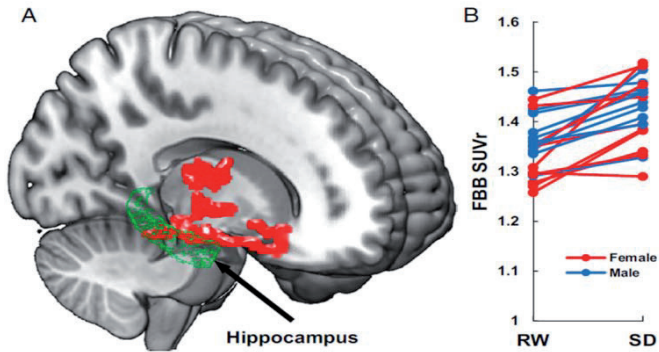 A
Hippocampus
B
FBB SUVr
1.6
1.5
1.4
1.3
1.2
1.1
1
Female
Male
RW
SD